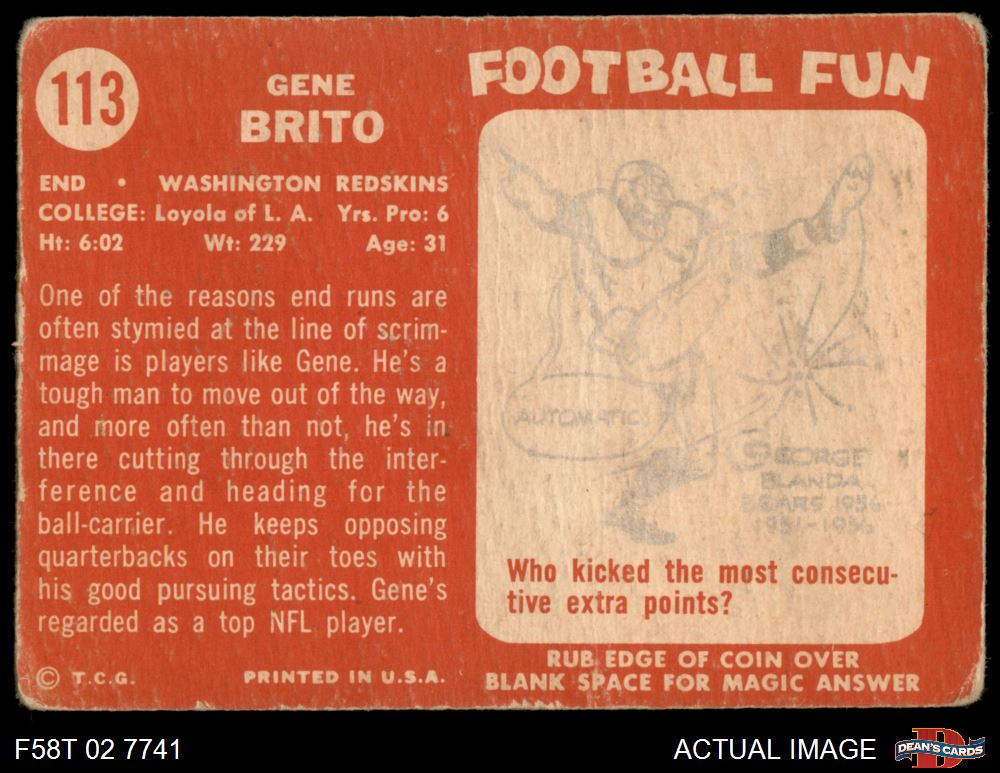 113
GENE
BRITO
END • WASHINGTON REDSKINS
COLLEGE: Loyola of L. A. Yrs. Pro: 6
Ht: 6:02 Wt: 229 Age: 31
One of the reasons end runs are
often stymied at the line of scrim-
mage is players like Gene. He's a
tough man to move out of the way,
and more often than not, he's in
there cutting through the inter-
ference and heading for the
ball-carrier. He keeps opposing
quarterbacks on their toes with
his good pursuing tactics. Gene's
regarded as a top NFL player.
© T.C.G. PRINTED IN U.S.A.
FOOTBALL FUN
AUTOMATIC
GEORGE
BLANDA
BEARS 1956
1951-1956
Who kicked the most consecu-
tive extra points?
RUB EDGE OF COIN OVER
BLANK SPACE FOR MAGIC ANSWER
F58T 02 7741
ACTUAL IMAGE
DEAN'S CARDS